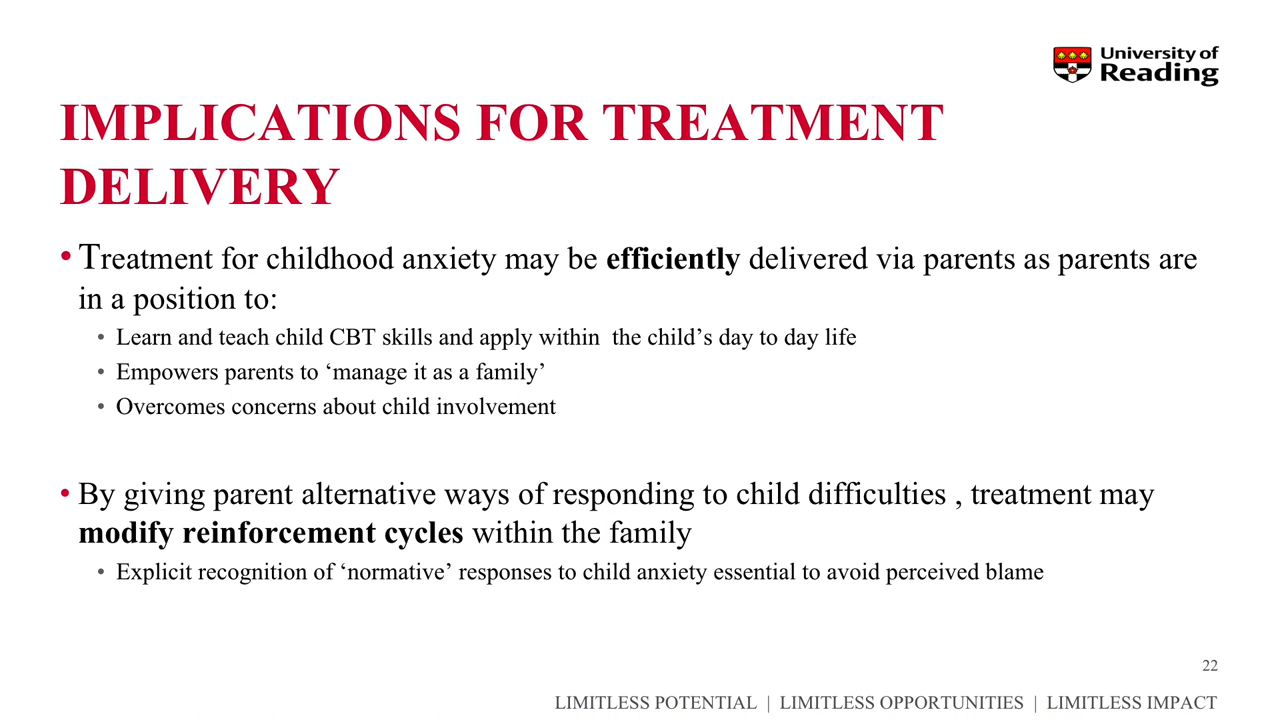 University of
Reading
IMPLICATIONS FOR TREATMENT
DELIVERY
• Treatment for childhood anxiety may be efficiently delivered via parents as parents are
in a position to:
• Learn and teach child CBT skills and apply within  the child’s day to day life
• Empowers parents to ‘manage it as a family’
• Overcomes concerns about child involvement
• By giving parent alternative ways of responding to child difficulties , treatment may
modify reinforcement cycles within the family
• Explicit recognition of ‘normative’ responses to child anxiety essential to avoid perceived blame
22
LIMITLESS POTENTIAL | LIMITLESS OPPORTUNITIES | LIMITLESS IMPACT